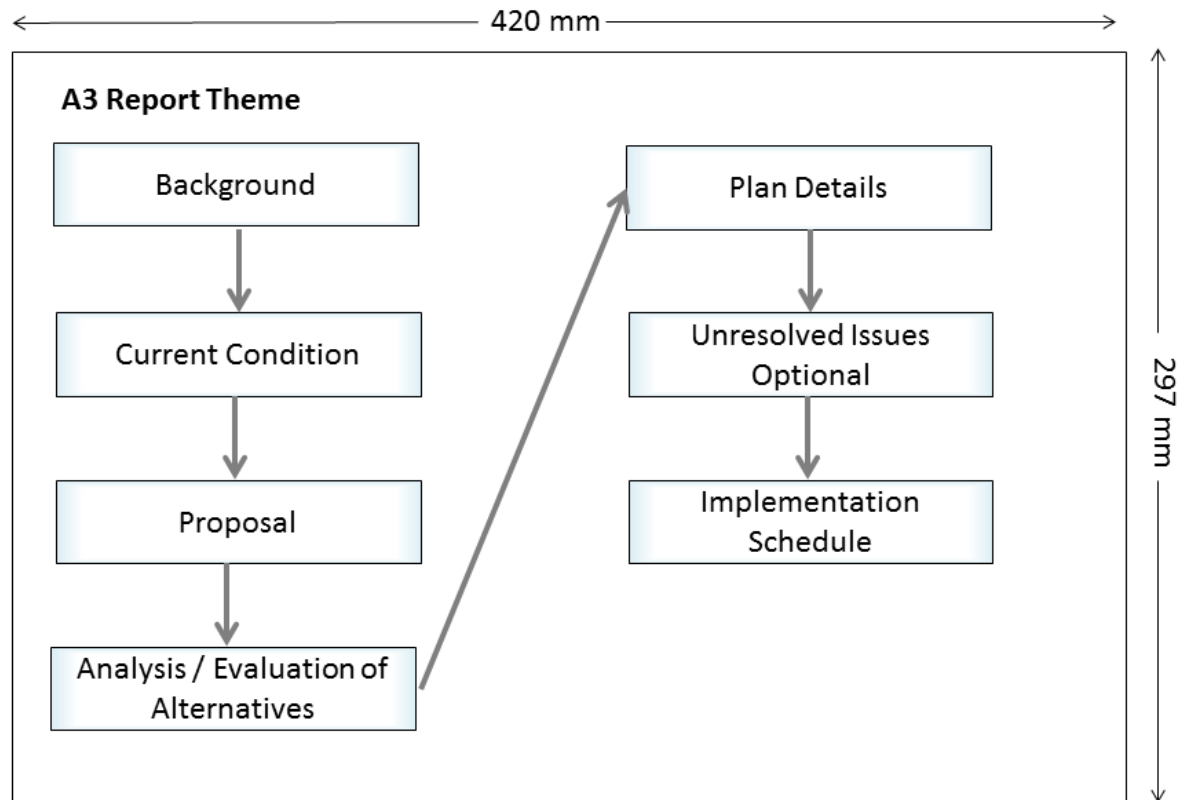 420 mm
A3 Report Theme
Background
Current Condition
Proposal
Analysis / Evaluation of
Alternatives
Plan Details
Unresolved Issues
Optional
Implementation
Schedule
297 mm